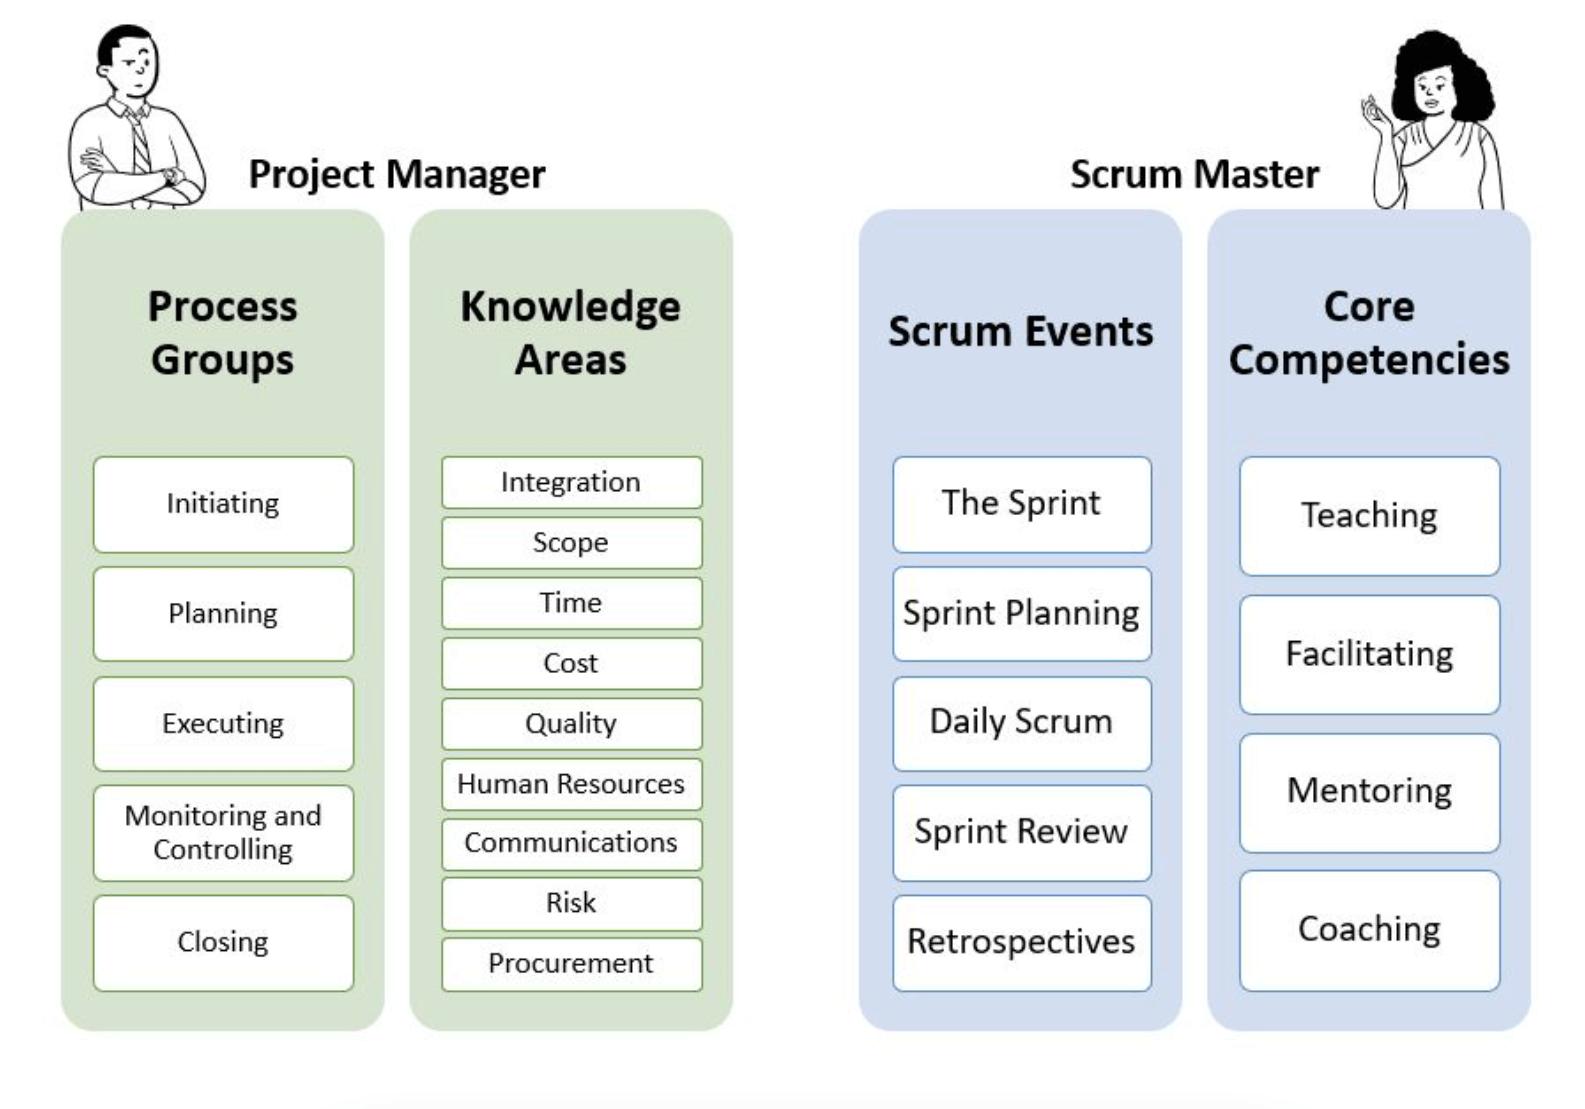 Project Manager
Scrum Master
Process
Groups
Initiating
Planning
Executing
Monitoring and
Controlling
Closing
Knowledge
Areas
Integration
Scope
Time
Cost
Quality
Human Resources
Communications
Risk
Procurement
Scrum Events
The Sprint
Sprint Planning
Daily Scrum
Sprint Review
Retrospectives
Core
Competencies
Teaching
Facilitating
Mentoring
Coaching